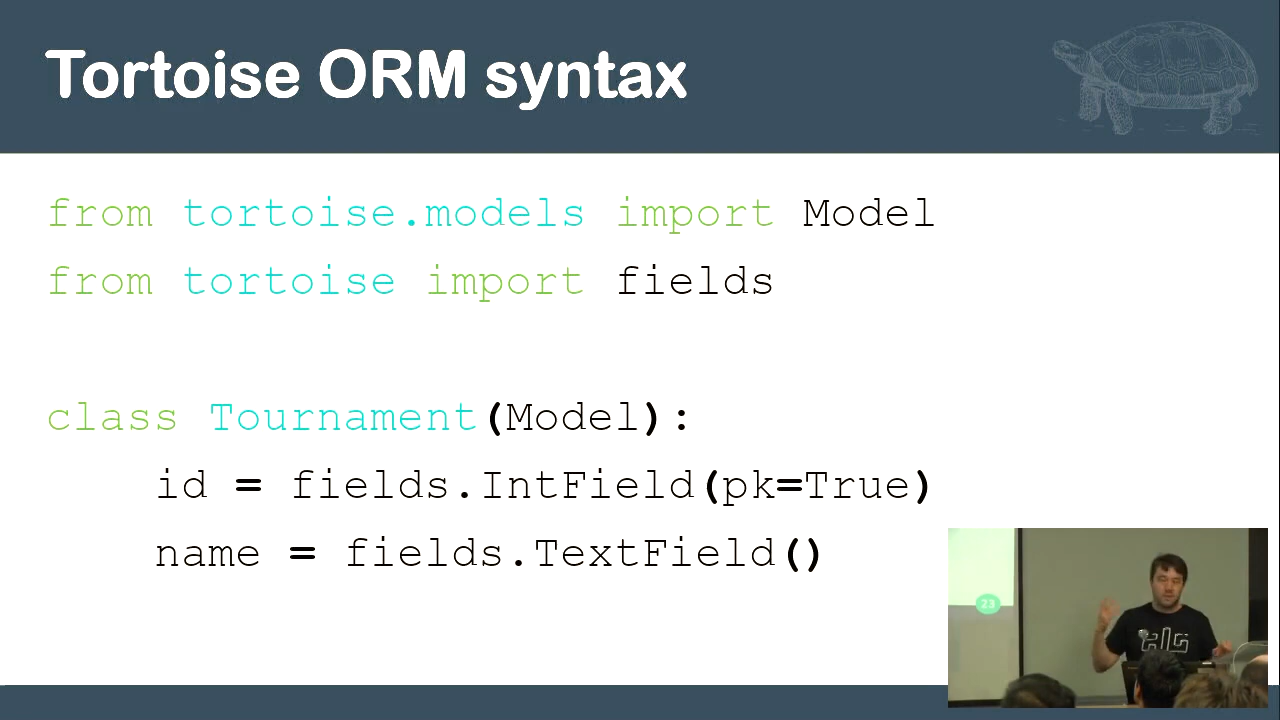 Tortoise ORM syntax
from tortoise.models import Model
from tortoise import fields
class Tournament(Model):
id = fields.IntField(pk=True)
name = fields.TextField()
23